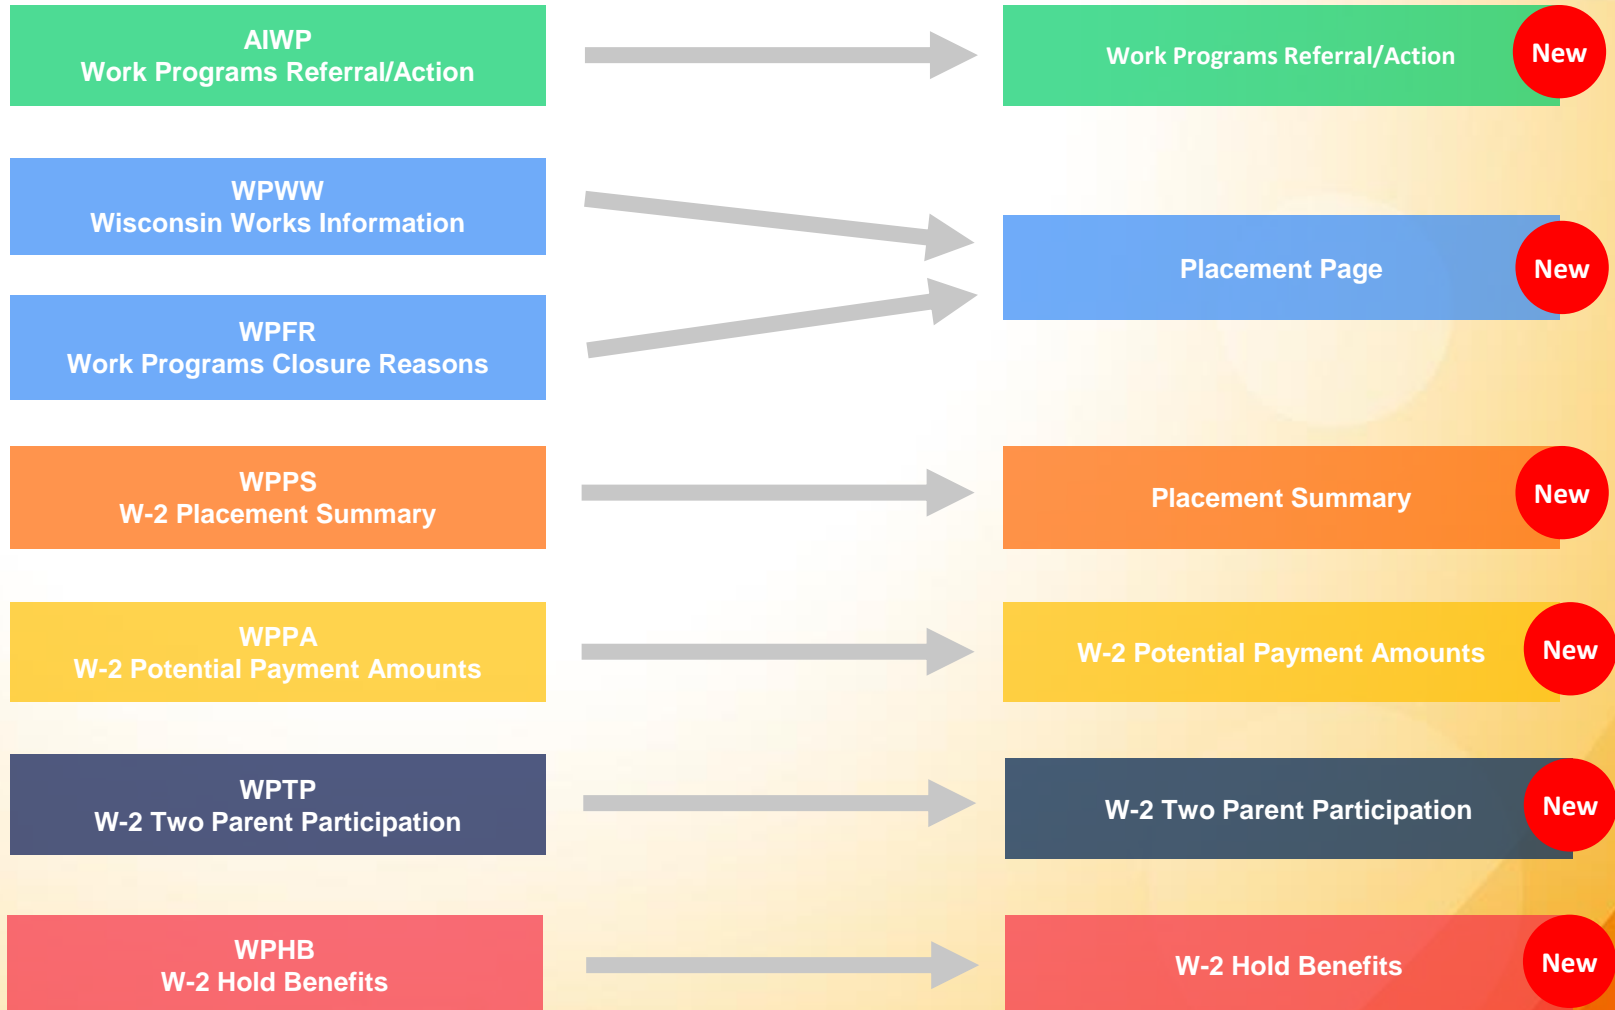 AIWP
Work Programs Referral/Action
Work Programs Referral/Action
New
WPWW
Wisconsin Works Information
WPFR
Work Programs Closure Reasons
Placement Page
New
WPPS
W-2 Placement Summary
Placement Summary
New
WPPA
W-2 Potential Payment Amounts
W-2 Potential Payment Amounts
New
WPTP
W-2 Two Parent Participation
W-2 Two Parent Participation
New
WPHB
W-2 Hold Benefits
W-2 Hold Benefits
New